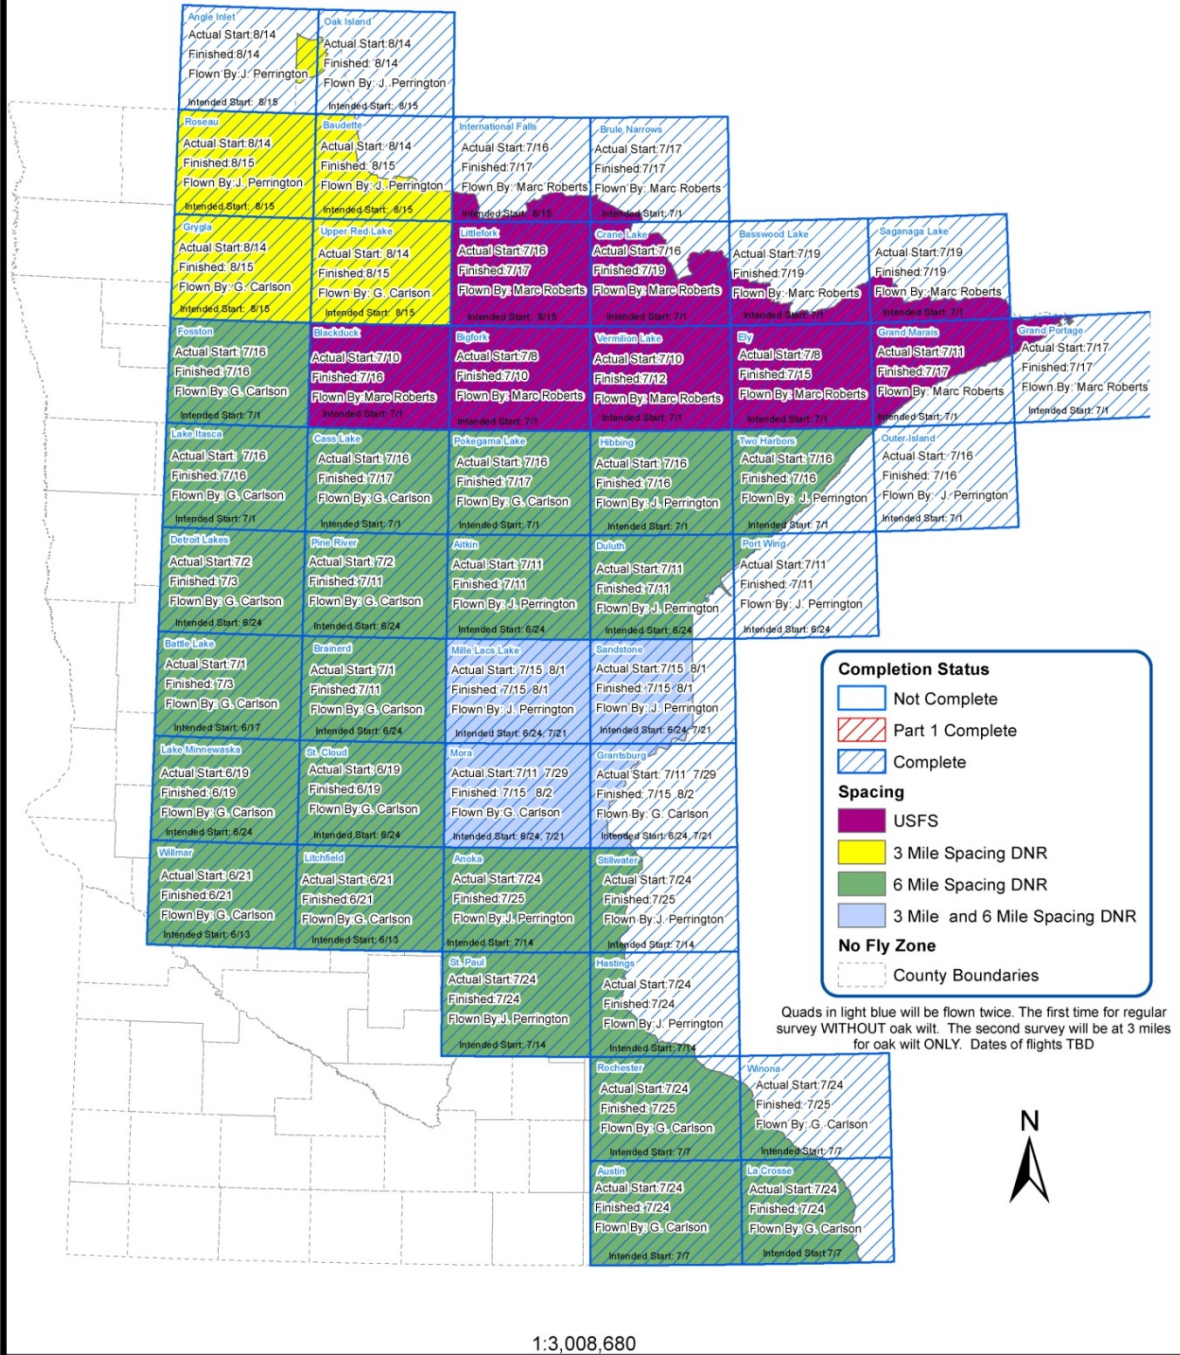 Angle Inlet
Actual Start:8/14
Finished:8/14
Flown By:J. Perrington
Intended Start: 8/15
Oak Island
Actual Start:8/14
Finished: 8/14
Flown By: J. Perrington
Intended Start: 8/15
Roseau
Actual Start:8/14
Finished:8/15
Flown By:J. Perrington
Intended Start: 8/15
Baudette
Actual Start: 8/14
Finished: 8/15
Flown By: J. Perrington
Intended Start: 8/15
International Falls
Actual Start:7/16
Finished:7/17
Flown By: Marc Roberts
Intended Start: 8/15
Brule Narrows
Actual Start:7/17
Finished:7/17
Flown By: Marc Roberts
Intended Start: 7/1
Grygla
Actual Start:8/14
Finished: 8/15
Flown By: G. Carlson
Intended Start: 8/15
Upper Red Lake
Actual Start: 8/14
Finished:8/15
Flown By: G. Carlson
Intended Start: 8/15
Littlefork
Actual Start:7/16
Finished:7/17
Flown By: Marc Roberts
Intended Start: 8/15
Crane Lake
Actual Start:7/16
Finished:7/19
Flown By: Marc Roberts
Intended Start: 7/1
Basswood Lake
Actual Start:7/19
Finished:7/19
Flown By: Marc Roberts
Intended Start: 7/1
Saganaga Lake
Actual Start:7/19
Finished:7/19
Flown By: Marc Roberts
Intended Start: 7/1
Fosston
Actual Start: 7/16
Finished: 7/16
Flown By: G. Carlson
Intended Start: 7/1
Blackduck
Actual Start:7/10
Finished:7/16
Flown By:Marc Roberts
Intended Start: 7/1
Bigfork
Actual Start:7/8
Finished: 7/10
Flown By: Marc Roberts
Intended Start: 7/1
Vermilion Lake
Actual Start: 7/10
Finished: 7/12
Flown By: Marc Roberts
Intended Start: 7/1
Ely
Actual Start: 7/8
Finished: 7/15
Flown By: Marc Roberts
Intended Start: 7/1
Grand Marais
Actual Start: 7/11
Finished:7/17
Flown By: Marc Roberts
Intended Start: 7/1
Grand Portage
Actual Start: 7/17
Finished: 7/17
Flown By: Marc Roberts
Intended Start: 7/1
Lake Itasca
Actual Start: 7/16
Finished: 7/16
Flown By: G. Carlson
Intended Start: 7/1
Cass Lake
Actual Start: 7/16
Finished: 7/17
Flown By: G. Carlson
Intended Start: 7/1
Pokegama Lake
Actual Start: 7/16
Finished: 7/17
Flown By: G. Carlson
Intended Start: 7/1
Hibbing
Actual Start: 7/16
Finished: 7/16
Flown By: J. Perrington
Intended Start: 7/1
Two Harbors
Actual Start: 7/16
Finished: 7/16
Flown By: J. Perrington
Intended Start: 7/1
Outer Island
Actual Start: 7/16
Finished: 7/16
Flown By: J. Perrington
Intended Start: 7/1
Detroit Lakes
Actual Start: 7/2
Finished: 7/3
Flown By: G. Carlson
Intended Start: 6/24
Pine River
Actual Start: 7/2
Finished: 7/11
Flown By: G. Carlson
Intended Start: 6/24
Aitkin
Actual Start: 7/11
Finished: 7/11
Flown By: J. Perrington
Intended Start: 6/24
Duluth
Actual Start: 7/11
Finished: 7/11
Flown By: J. Perrington
Intended Start: 6/24
Port Wing
Actual Start: 7/11
Finished: 7/11
Flown By: J. Perrington
Intended Start: 6/24
Battle Lake
Actual Start: 7/1
Finished: 7/3
Flown By: G. Carlson
Intended Start: 6/17
Brainerd
Actual Start: 7/1
Finished:7/11
Flown By: G. Carlson
Intended Start: 6/24
Mille Lacs Lake
Actual Start: 7/15 8/1
Finished: 7/15 8/1
Flown By: J. Perrington
Intended Start: 6/24, 7/21
Sandstone
Actual Start: 7/15 8/1
Finished: 7/15 8/1
Flown By: J. Perrington
Intended Start: 6/24, 7/21
Lake Minnewaska
Actual Start:6/19
Finished: 6/19
Flown By: G. Carlson
Intended Start: 6/24
St. Cloud
Actual Start: 6/19
Finished:6/19
Flown By:G. Carlson
Intended Start: 6/24
Mora
Actual Start: 7/11 7/29
Finished: 7/15 8/2
Flown By:G. Carlson
Intended Start: 6/24, 7/21
Grantsburg
Actual Start: 7/11 7/29
Finished: 7/15 8/2
Flown By: G. Carlson
Intended Start: 6/24, 7/21
Willmar
Actual Start: 6/21
Finished:6/21
Flown By: G. Carlson
Intended Start: 6/13
Litchfield
Actual Start: 6/21
Finished:6/21
Flown By:G. Carlson
Intended Start: 6/13
Anoka
Actual Start: 7/24
Finished:7/25
Flown By: J. Perrington
Intended Start: 7/14
Stillwater
Actual Start: 7/24
Finished: 7/25
Flown By: J. Perrington
Intended Start: 7/14
St. Paul
Actual Start:7/24
Finished:7/24
Flown By:J. Perrington
Intended Start: 7/14
Hastings
Actual Start:7/24
Finished:7/24
Flown By:J. Perrington
Intended Start: 7/14
Rochester
Actual Start:7/24
Finished: 7/25
Flown By: G. Carlson
Intended Start: 7/7
Winona
Actual Start:7/24
Finished: 7/25
Flown By: G. Carlson
Intended Start: 7/7
Austin
Actual Start:7/24
Finished: 7/24
Flown By: G. Carlson
Intended Start: 7/7
La Crosse
Actual Start:7/24
Finished: 7/24
Flown By: G. Carlson
Intended Start 7/7
Completion Status
Not Complete
Part 1 Complete
Complete
Spacing
USFS
3 Mile Spacing DNR
6 Mile Spacing DNR
3 Mile and 6 Mile Spacing DNR
No Fly Zone
County Boundaries
Quads in light blue will be flown twice. The first time for regular
survey WITHOUT oak wilt. The second survey will be at 3 miles
for oak wilt ONLY. Dates of flights TBD
N
1:3,008,680